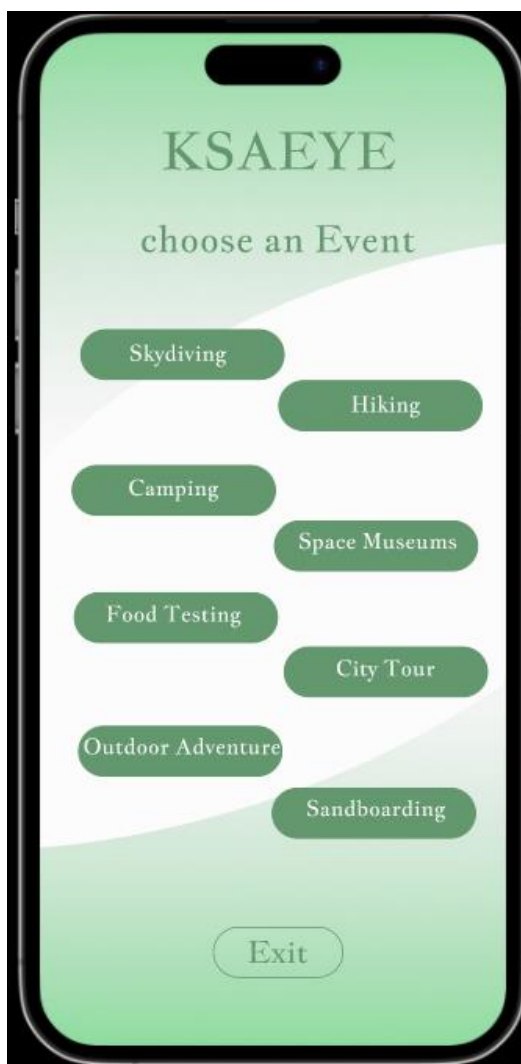 KSAEYE
choose an Event
Skydiving
Hiking
Camping
Space Museums
Food Testing
City Tour
Outdoor Adventure
Sandboarding
Exit